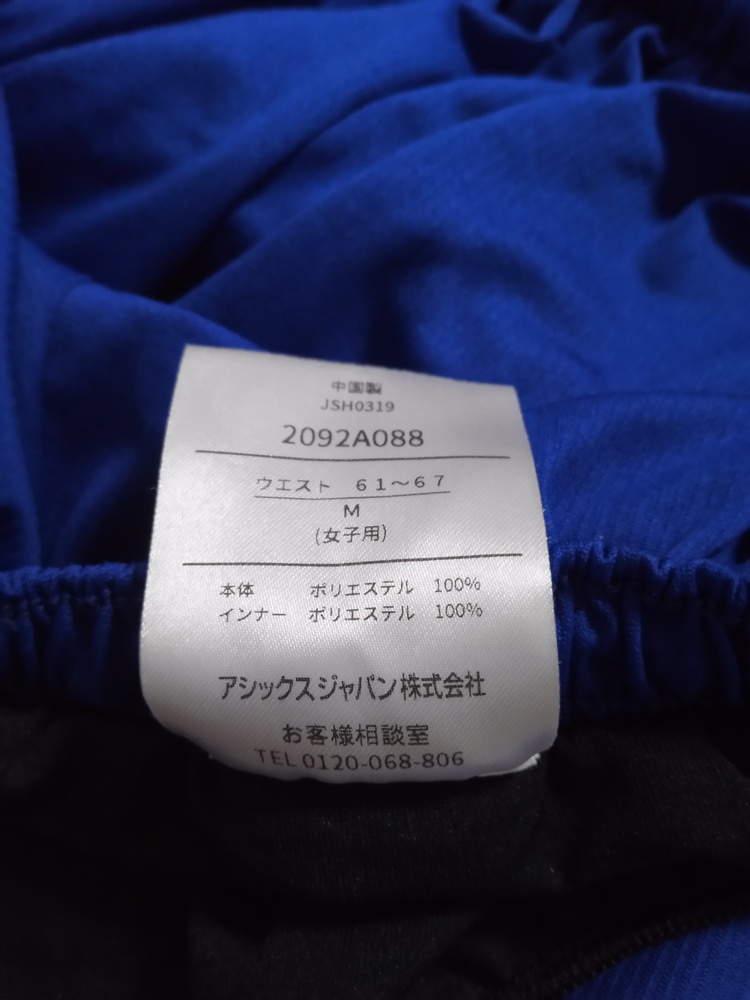 中国製
JSH0319
2092A088
ウエスト 61〜67
M
(女子用)
本体 ポリエステル 100%
インナー ポリエステル 100%
アシックスジャパン株式会社
お客様相談室
TEL 0120-068-806